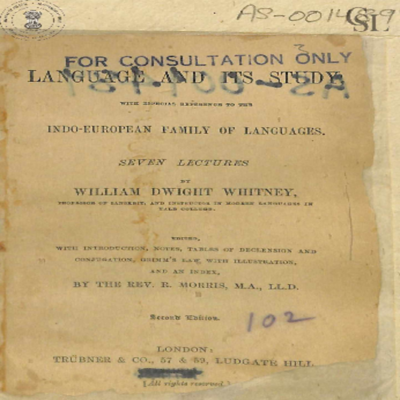 AS-001499
CSL
FOR CONSULTATION ONLY
LANGUAGE AND ITS STUDY,
WITH ESPECIAL REFERENCE TO THE
INDO-EUROPEAN FAMILY OF LANGUAGES.
SEVEN LECTURES
BY
WILLIAM DWIGHT WHITNEY,
PROFESSOR OF SANSKRIT, AND INSTRUCTOR IN MODERN LANGUAGES IN
YALE COLLEGE.
EDITED,
WITH INTRODUCTION, NOTES, TABLES OF DECLENSION AND
CONJUGATION, GRIMM'S LAW WITH ILLUSTRATION,
AND AN INDEX,
BY THE REV. R. MORRIS, M.A., LL.D.
Second Edition.
102
LONDON:
TRÜBNER & CO., 57 & 59, LUDGATE HILL
[All rights reserved.]